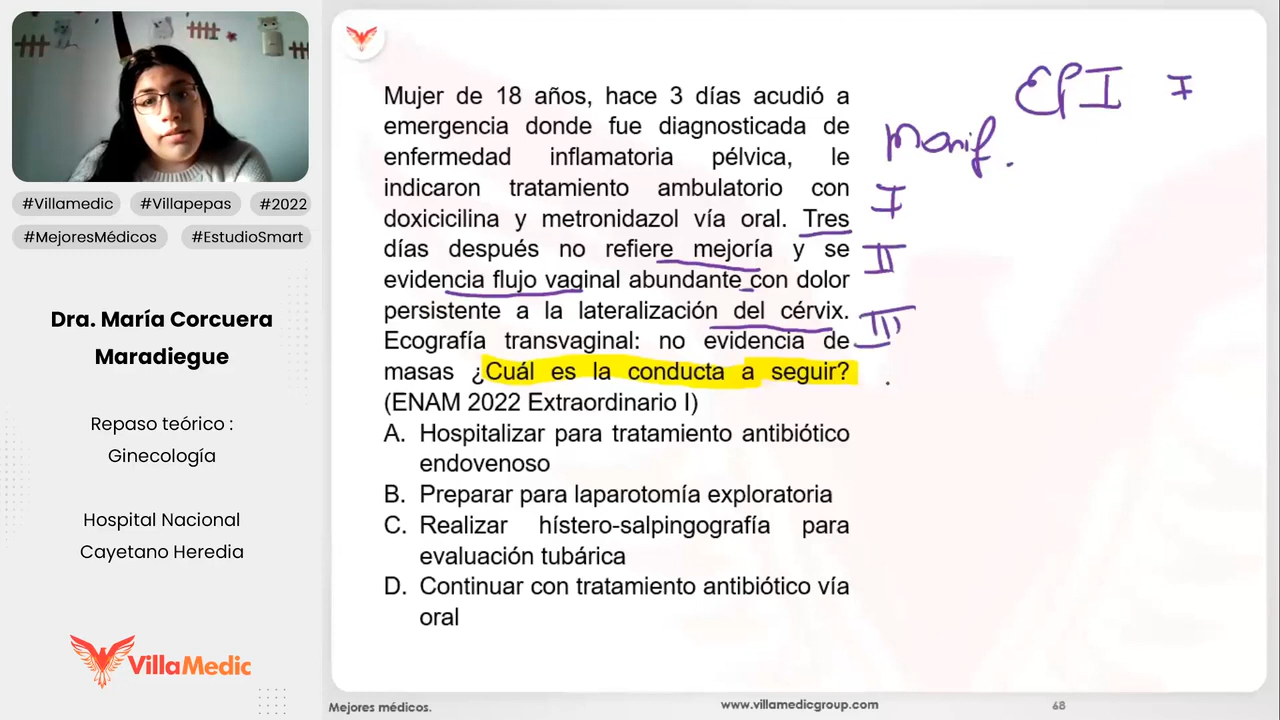 #Villamedic #Villapepas #2022
#MejoresMédicos #EstudioSmart
Dra. María Corcuera
Maradiegue
Repaso teórico :
Ginecología
Hospital Nacional
Cayetano Heredia
VillaMedic
Mujer de 18 años, hace 3 días acudió a
emergencia donde fue diagnosticada de
enfermedad inflamatoria pélvica, le
indicaron tratamiento ambulatorio con
doxicicilina y metronidazol vía oral. Tres
días después no refiere mejoría y se
evidencia flujo vaginal abundante con dolor
persistente a la lateralización del cérvix.
Ecografía transvaginal: no evidencia de
masas ¿Cuál es la conducta a seguir?
(ENAM 2022 Extraordinario I)
A. Hospitalizar para tratamiento antibiótico
endovenoso
B. Preparar para laparotomía exploratoria
C. Realizar hístero-salpingografía para
evaluación tubárica
D. Continuar con tratamiento antibiótico vía
oral
EPI I
Monif.
I
II
III
Mejores médicos.
www.villamedicgroup.com
68